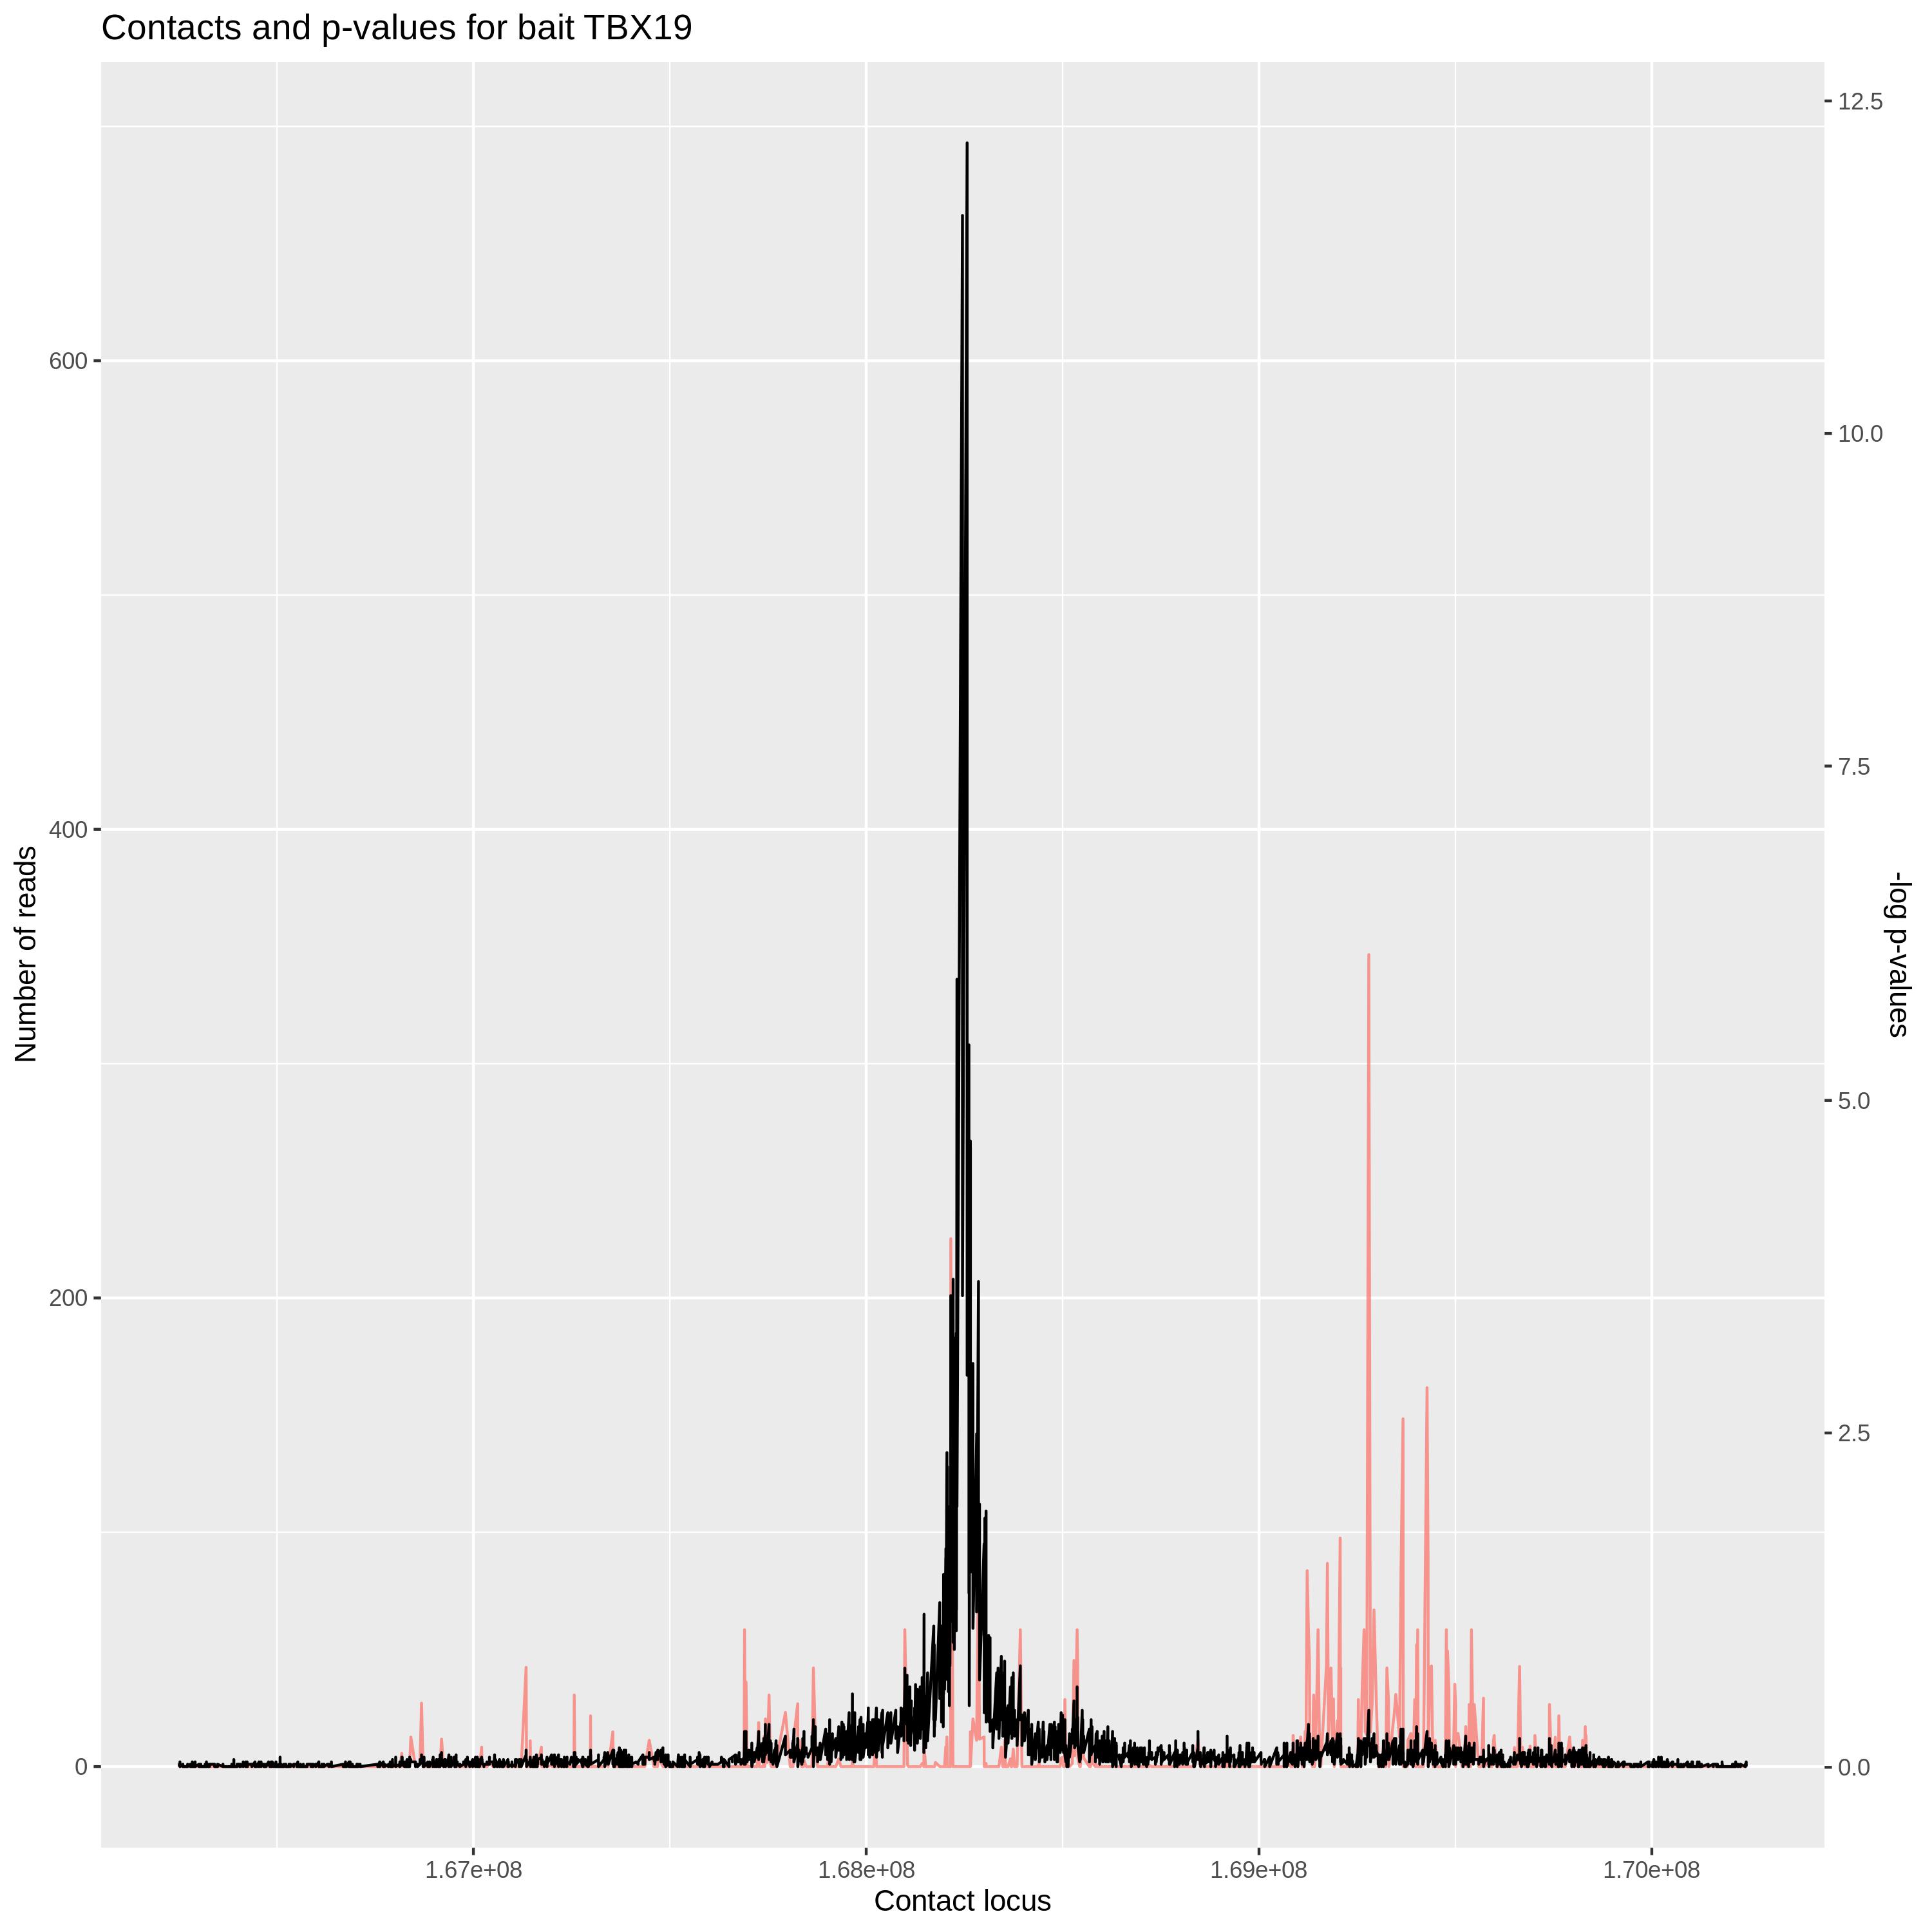 Contacts and p-values for bait TBX19
12.5
10.0
7.5
5.0
2.5
0.0
-log p-values
600
400
200
0
Number of reads
1.67e+08
1.68e+08
1.69e+08
1.70e+08
Contact locus